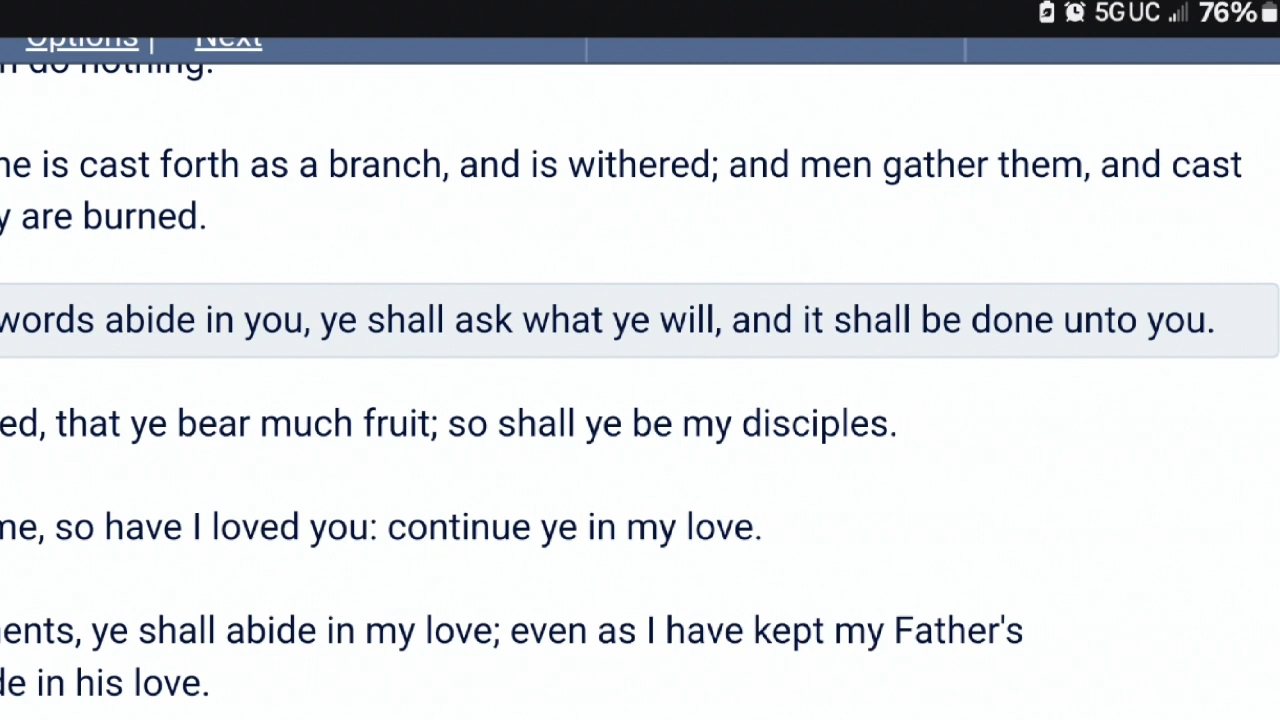 5G UC 76%
Options | Next
do nothing.
he is cast forth as a branch, and is withered; and men gather them, and cast
y are burned.
words abide in you, ye shall ask what ye will, and it shall be done unto you.
ed, that ye bear much fruit; so shall ye be my disciples.
me, so have I loved you: continue ye in my love.
ents, ye shall abide in my love; even as I have kept my Father's
de in his love.